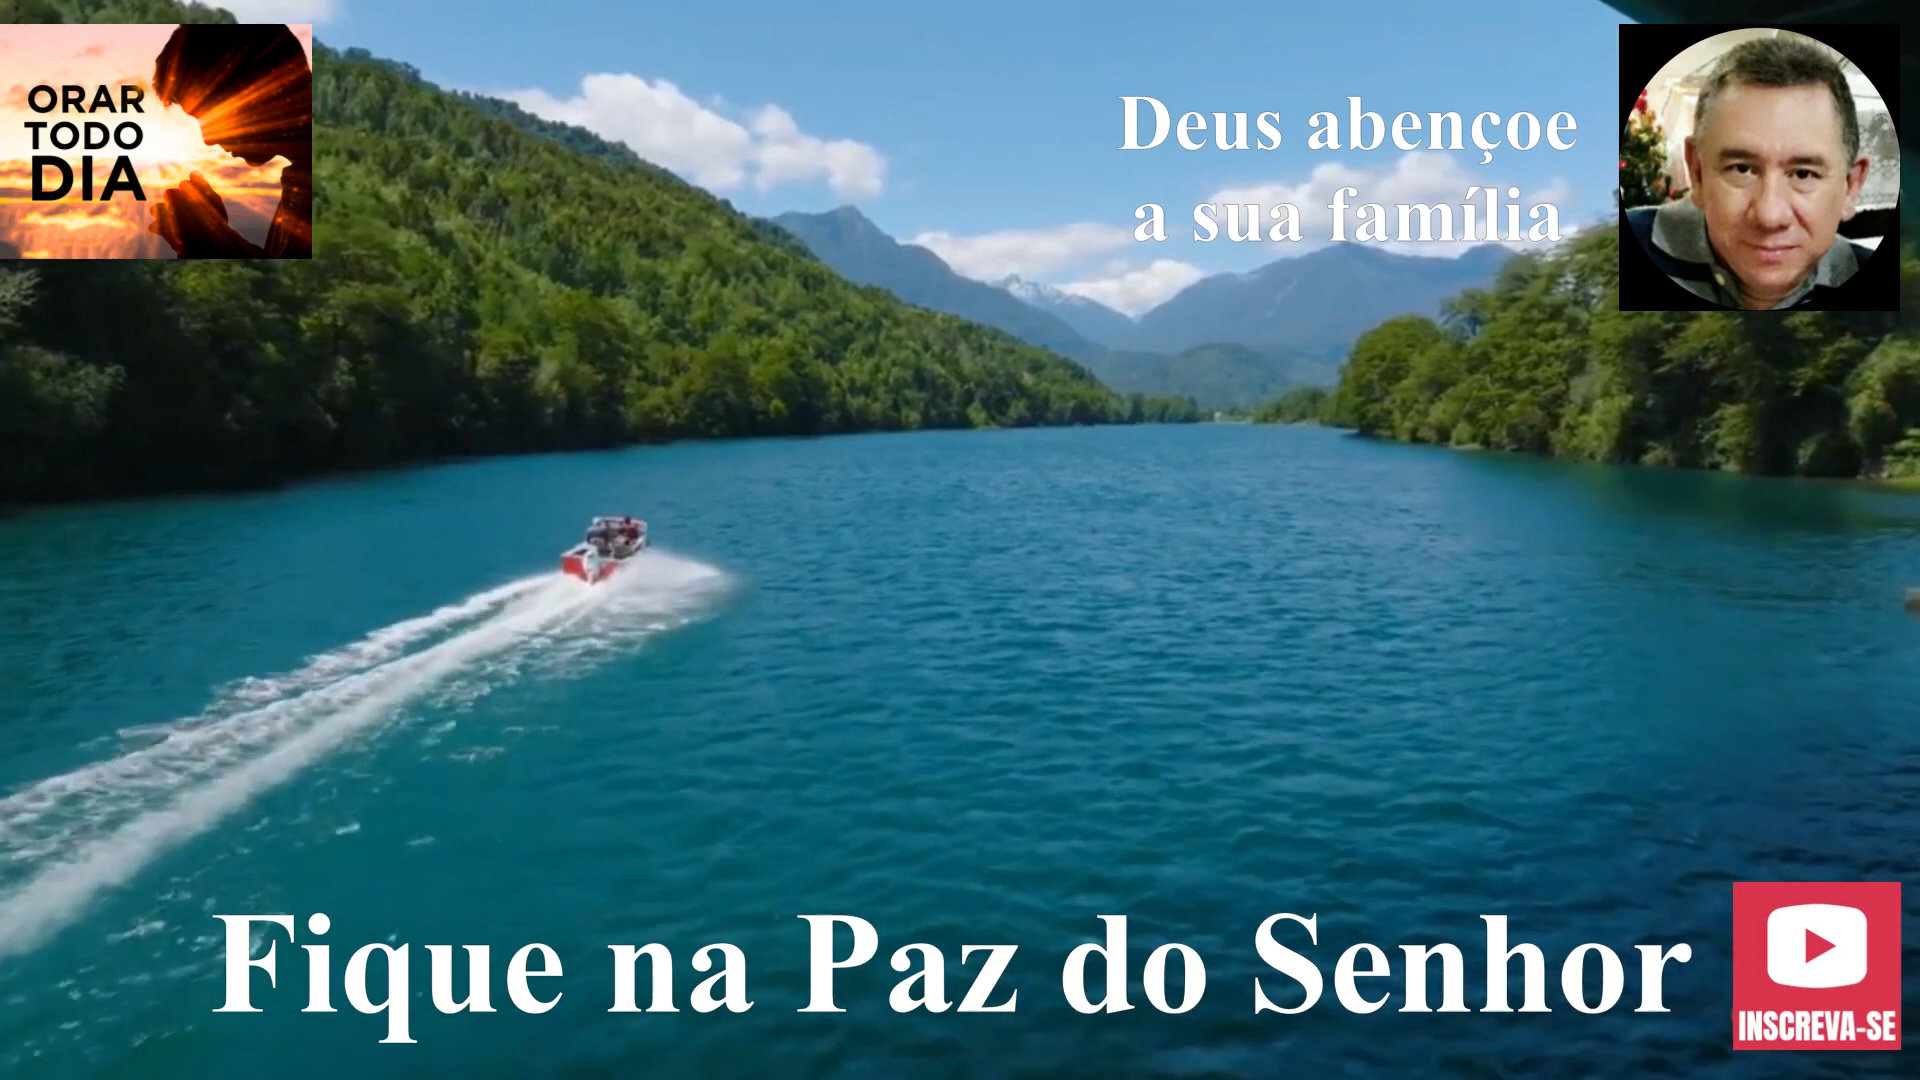 ORAR
TODO
DIA
Deus abençoe
a sua família
Fique na Paz do Senhor
INSCREVA-SE